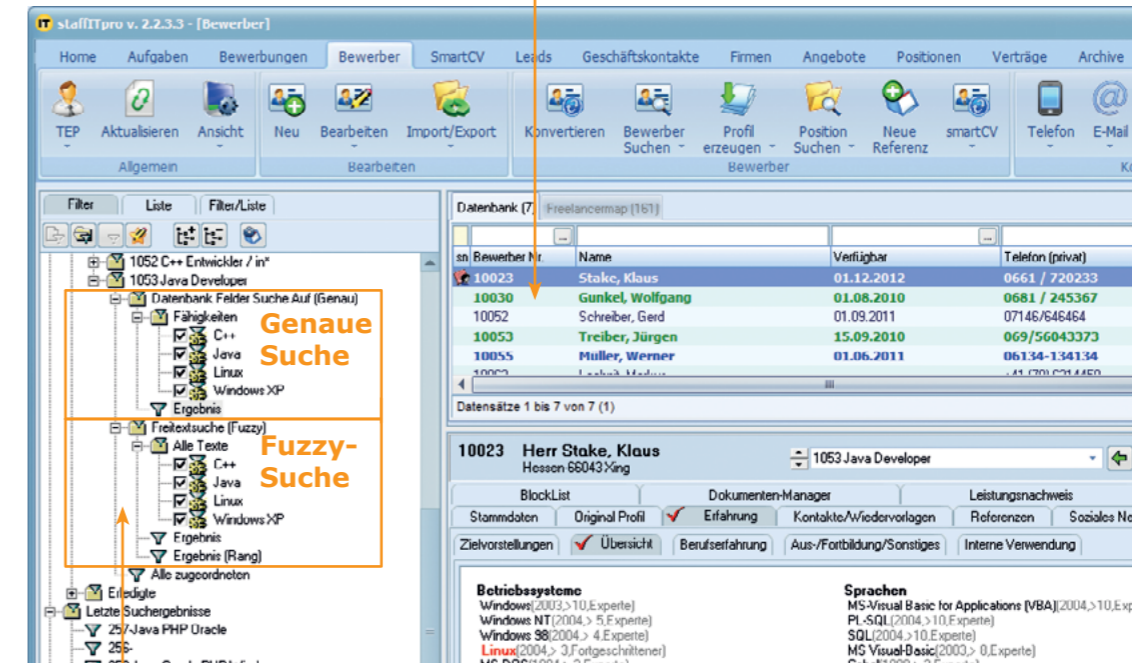 staffITpro v. 2.2.3.3 - [Bewerber]
Home Aufgaben Bewerbungen Bewerber SmartCV Leads Geschäftskontakte Firmen Angebote Positionen Verträge Archive
TEP Aktualisieren Ansicht Neu Bearbeiten Import/Export Konvertieren Bewerber Suchen Profil erzeugen Position Suchen Neue Referenz smartCV Telefon E-Mail
Allgemein Bearbeiten Bewerber
Filter Liste Filter/Liste
1052 C++ Entwickler / in*
1053 Java Developer
Datenbank Felder Suche Auf (Genau)
Fähigkeiten
C++
Java
Linux
Windows XP
Ergebnis
Genaue
Suche
Freitextsuche (Fuzzy)
Alle Texte
C++
Java
Linux
Windows XP
Ergebnis
Ergebnis (Rang)
Fuzzy-
Suche
Alle zugeordneten
Erledigte
Letzte Suchergebnisse
257-Java PHP Oracle
256-
Datenbank (7) Freelancermap (161)
sn Bewerber Nr. Name Verfügbar Telefon (privat)
10023 Stake, Klaus 01.12.2012 0661 / 720233
10030 Gunkel, Wolfgang 01.08.2010 0681 / 245367
10052 Schreiber, Gerd 01.09.2011 07146/646464
10053 Treiber, Jürgen 15.09.2010 069/56043373
10055 Müller, Werner 01.06.2011 06134-134134
Datensätze 1 bis 7 von 7 (1)
10023 Herr Stake, Klaus 1053 Java Developer
Hessen 66043 Xing
BlockList Dokumenten-Manager Leistungsnachweis
Stammdaten Original Profil Erfahrung Kontakte/Wiedervorlagen Referenzen Soziales Ne
Zielvorstellungen Übersicht Berufserfahrung Aus-/Fortbildung/Sonstiges Interne Verwendung
Betriebssysteme
Windows(2003,>10,Experte)
Windows NT(2004,> 5,Experte)
Windows 98(2004,> 4,Experte)
Linux(2004,> 3,Fortgeschrittener)
Sprachen
MS-Visual Basic for Applications (VBA)(2004,>10,Exp
PL-SQL(2004,>10,Experte)
SQL(2004,>10,Experte)
MS Visual-Basic(2003,> 8,Experte)